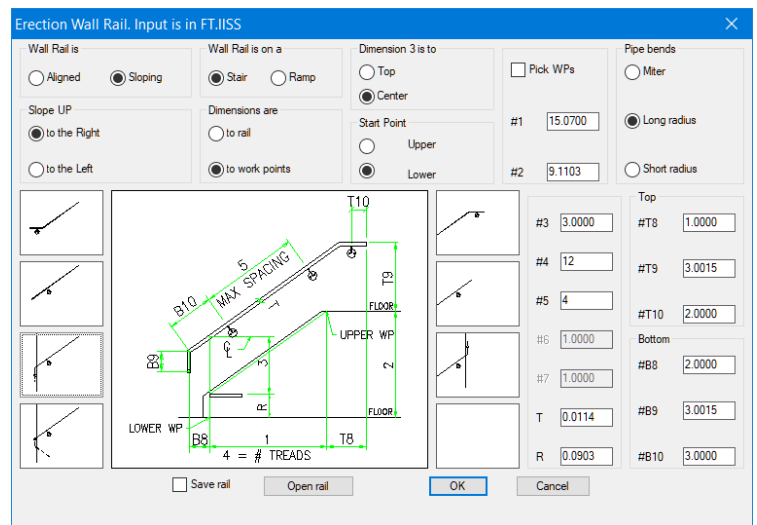 Erection Wall Rail. Input is in FT.IISS
Wall Rail is
Aligned
Sloping
Wall Rail is on a
Stair
Ramp
Dimension 3 is to
Top
Center
Pick WPs
#1 15.0700
#2 9.1103
Pipe bends
Miter
Long radius
Short radius
Slope UP
to the Right
to the Left
Dimensions are
to rail
to work points
Start Point
Upper
Lower
T10
5
MAX SPACING
B10
T
T9
FLOOR
UPPER WP
B9
C
L
3
2
R
FLOOR
LOWER WP
B8
1
T8
4 = # TREADS
#3 3.0000
#4 12
#5 4
#6 1.0000
#7 1.0000
T 0.0114
R 0.0903
Top
#T8 1.0000
#T9 3.0015
#T10 2.0000
Bottom
#B8 2.0000
#B9 3.0015
#B10 3.0000
Save rail
Open rail
OK
Cancel